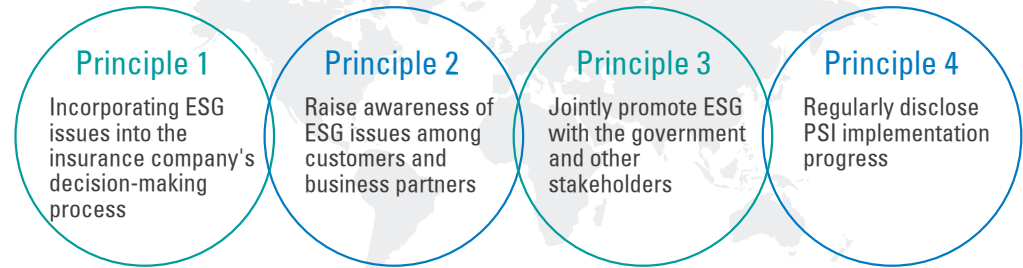 Principle 1
Incorporating ESG
issues into the
insurance company's
decision-making
process
Principle 2
Raise awareness of
ESG issues among
customers and
business partners
Principle 3
Jointly promote ESG
with the government
and other
stakeholders
Principle 4
Regularly disclose
PSI implementation
progress